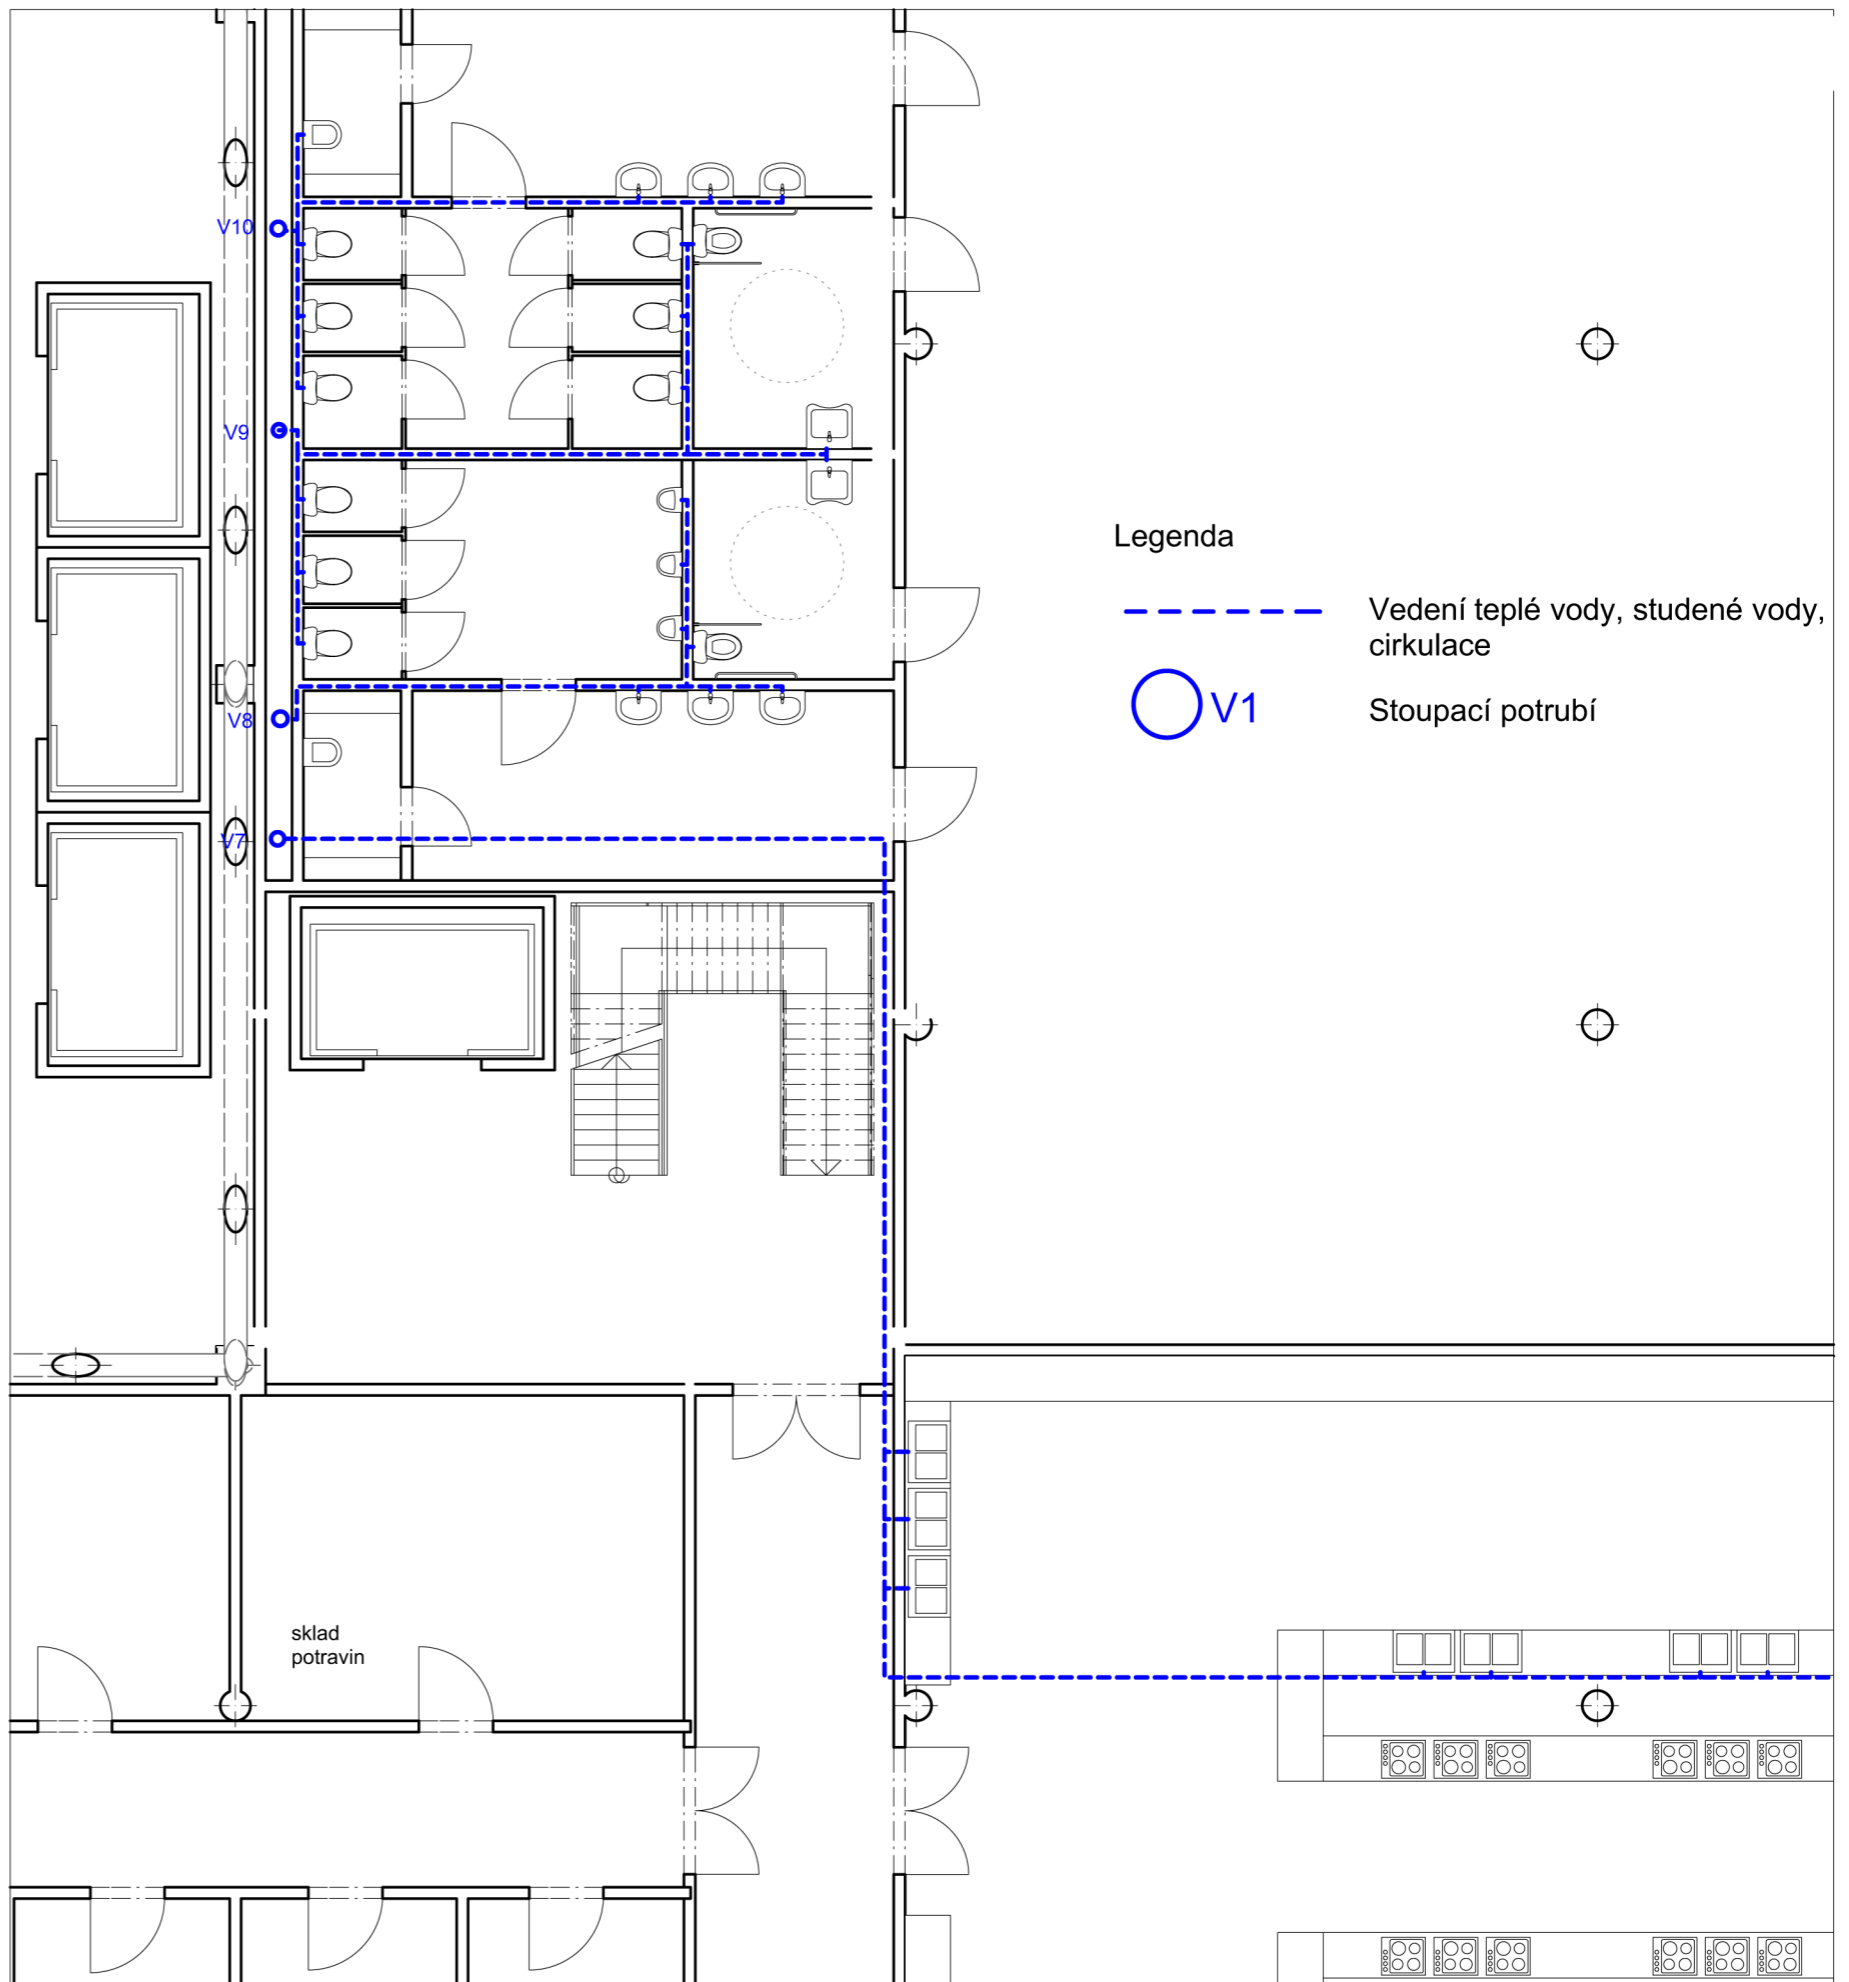 V10
V9
Legenda
Vedení teplé vody, studené vody,
cirkulace
V1
Stoupací potrubí
V8
V7
sklad
potravin